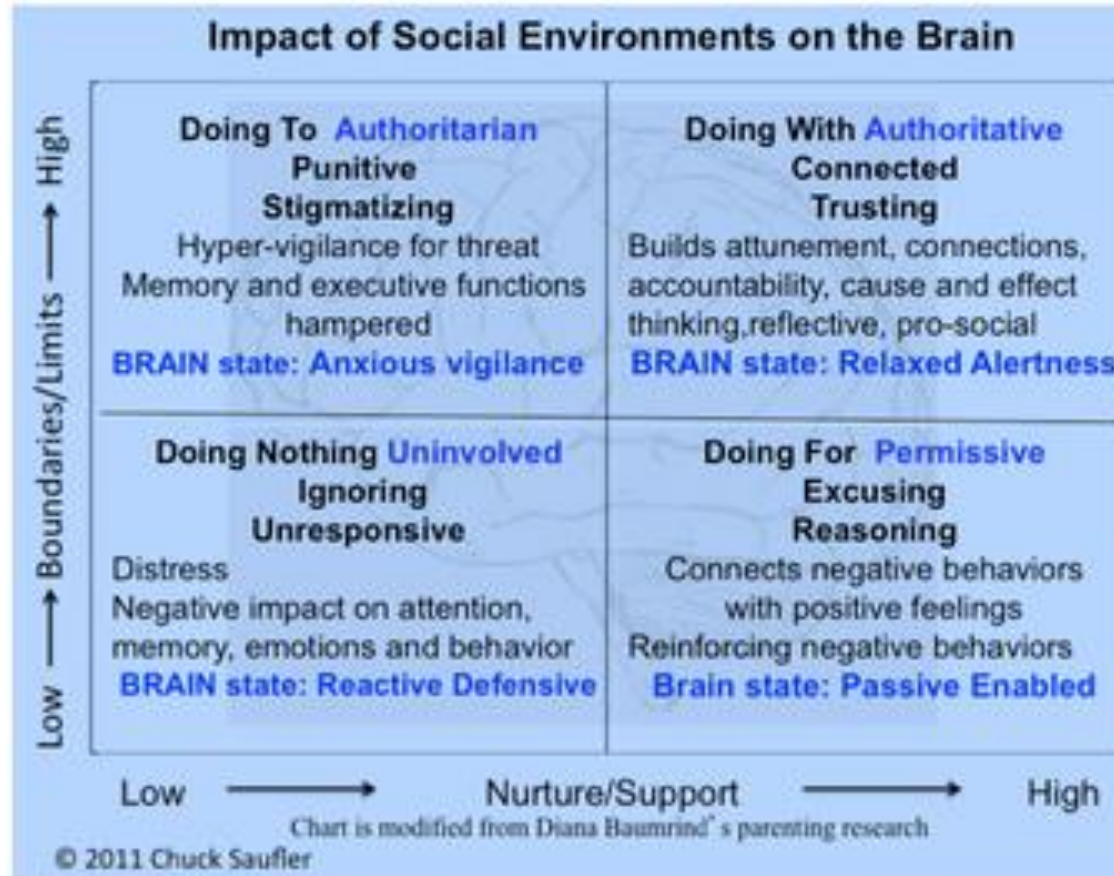 Impact of Social Environments on the Brain
Doing To Authoritarian
Punitive
Stigmatizing
Hyper-vigilance for threat
Memory and executive functions
hampered
BRAIN state: Anxious vigilance
Doing With Authoritative
Connected
Trusting
Builds attunement, connections,
accountability, cause and effect
thinking,reflective, pro-social
BRAIN state: Relaxed Alertness
Doing Nothing Uninvolved
Ignoring
Unresponsive
Distress
Negative impact on attention,
memory, emotions and behavior
BRAIN state: Reactive Defensive
Doing For Permissive
Excusing
Reasoning
Connects negative behaviors
with positive feelings
Reinforcing negative behaviors
Brain state: Passive Enabled
Low → Boundaries/Limits → High
Low → Nurture/Support → High
Chart is modified from Diana Baumrind's parenting research
© 2011 Chuck Saufler